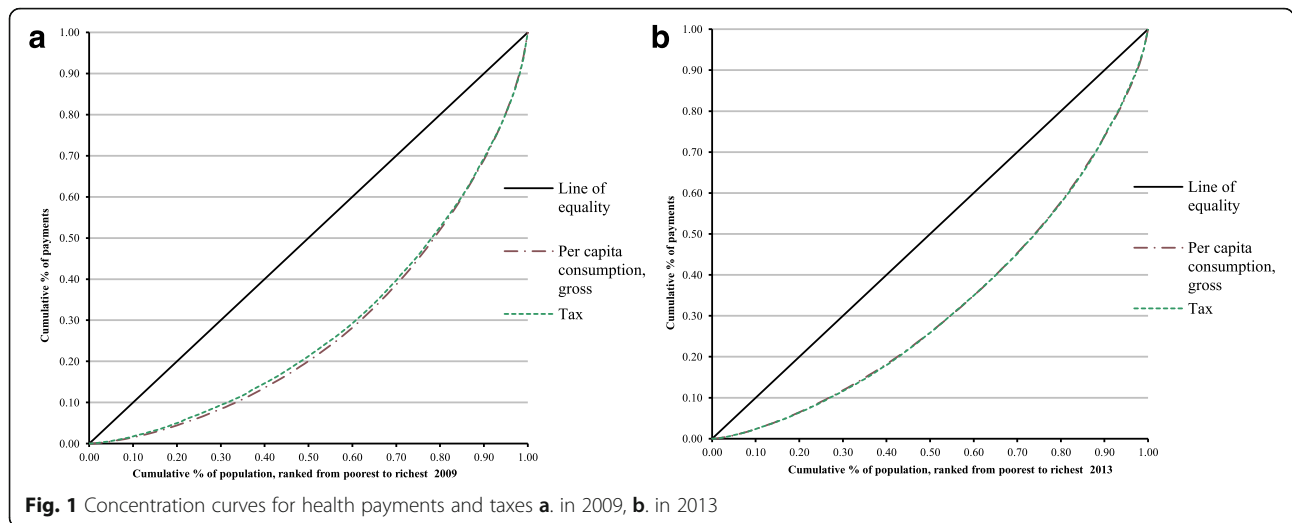 a
1.00
0.90
0.80
0.70
0.60
0.50
0.40
0.30
0.20
0.10
0.00
Cumulative % of payments
0.00 0.10 0.20 0.30 0.40 0.50 0.60 0.70 0.80 0.90 1.00
Cumulative % of population, ranked from poorest to richest 2009
Line of
equality
Per capita
consumption,
gross
Tax
b
1.00
0.90
0.80
0.70
0.60
0.50
0.40
0.30
0.20
0.10
0.00
Cumulative % of payments
0.00 0.10 0.20 0.30 0.40 0.50 0.60 0.70 0.80 0.90 1.00
Cumulative % of population, ranked from poorest to richest 2013
Line of
equality
Per capita
consumption,
gross
Tax
Fig. 1 Concentration curves for health payments and taxes a. in 2009, b. in 2013